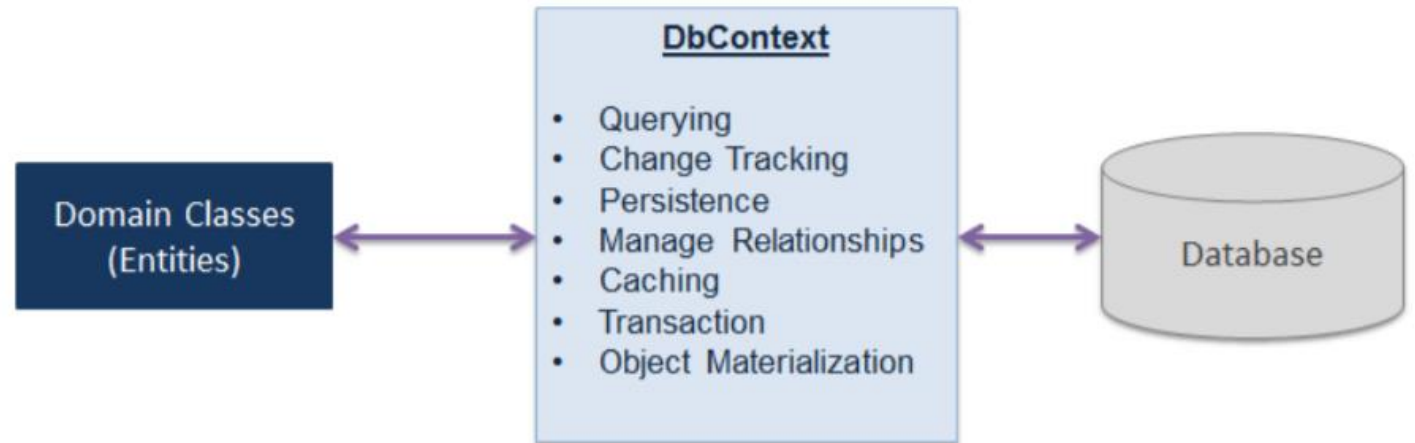 DbContext
• Querying
• Change Tracking
• Persistence
• Manage Relationships
• Caching
• Transaction
• Object Materialization
Domain Classes
(Entities)
Database